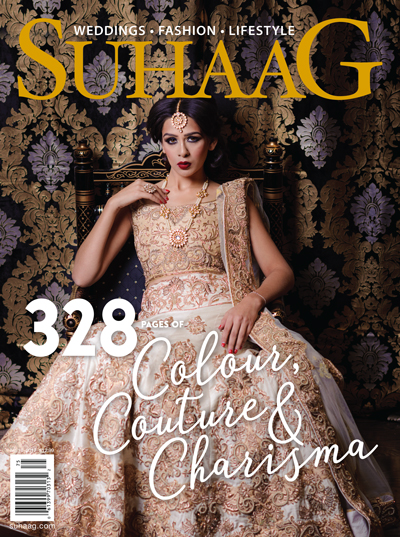 WEDDINGS • FASHION • LIFESTYLE
SUHAAG
328
PAGES OF
Colour,
Couture &
Charisma
suhaag.com